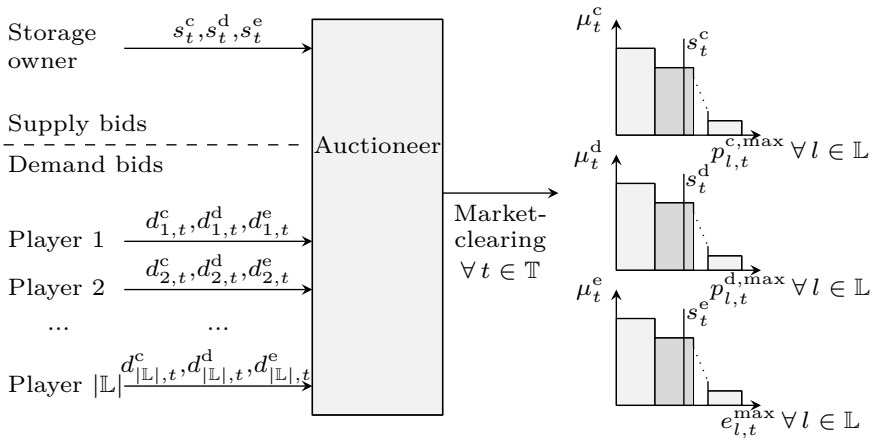 Storage
owner
s_t^c, s_t^d, s_t^e
Supply bids
Demand bids
Player 1
d_{1,t}^c, d_{1,t}^d, d_{1,t}^e
Player 2
d_{2,t}^c, d_{2,t}^d, d_{2,t}^e
...
...
Player |𝕃|
d_{|𝕃|,t}^c, d_{|𝕃|,t}^d, d_{|𝕃|,t}^e
Auctioneer
Market-
clearing
∀ t ∈ 𝕋
μ_t^c
s_t^c
p_{l,t}^{c,max} ∀ l ∈ 𝕃
μ_t^d
s_t^d
p_{l,t}^{d,max} ∀ l ∈ 𝕃
μ_t^e
s_t^e
e_{l,t}^{max} ∀ l ∈ 𝕃